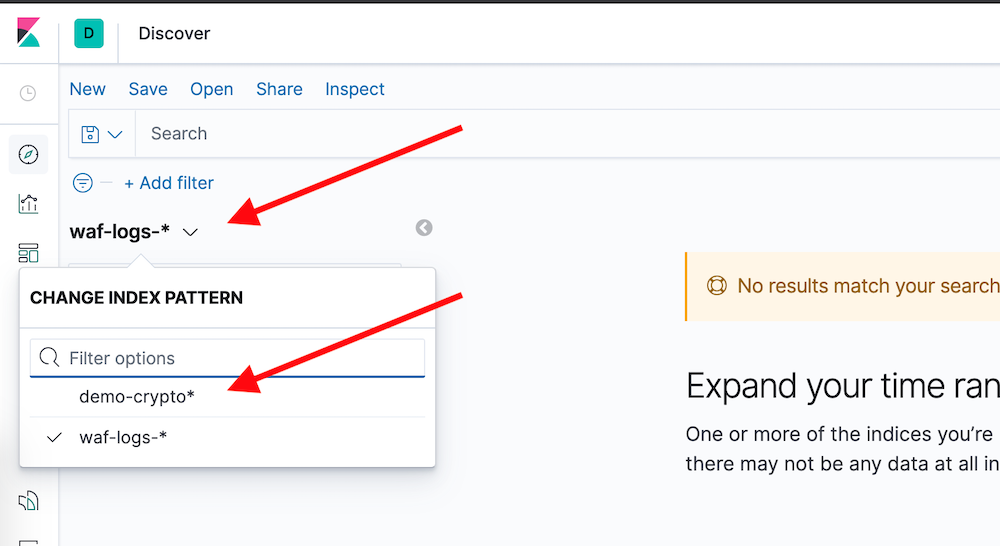 D Discover
New Save Open Share Inspect
Search
+ Add filter
waf-logs-*
CHANGE INDEX PATTERN
Filter options
demo-crypto*
waf-logs-*
No results match your search
Expand your time ran
One or more of the indices you're
there may not be any data at all in